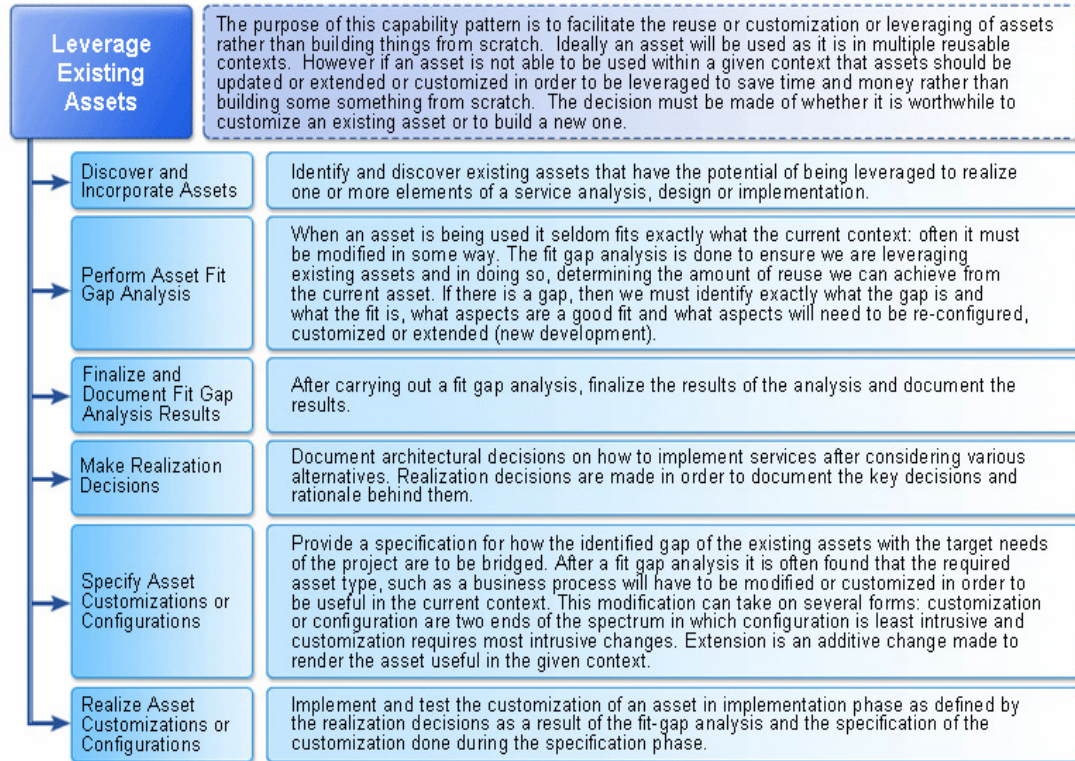 Leverage
Existing
Assets
The purpose of this capability pattern is to facilitate the reuse or customization or leveraging of assets
rather than building things from scratch.  Ideally an asset will be used as it is in multiple reusable
contexts.  However if an asset is not able to be used within a given context that assets should be
updated or extended or customized in order to be leveraged to save time and money rather than
building some something from scratch.  The decision must be made of whether it is worthwhile to
customize an existing asset or to build a new one.
Discover and
Incorporate Assets
Identify and discover existing assets that have the potential of being leveraged to realize
one or more elements of a service analysis, design or implementation.
Perform Asset Fit
Gap Analysis
When an asset is being used it seldom fits exactly what the current context: often it must
be modified in some way. The fit gap analysis is done to ensure we are leveraging
existing assets and in doing so, determining the amount of reuse we can achieve from
the current asset. If there is a gap, then we must identify exactly what the gap is and
what the fit is, what aspects are a good fit and what aspects will need to be re-configured,
customized or extended (new development).
Finalize and
Document Fit Gap
Analysis Results
After carrying out a fit gap analysis, finalize the results of the analysis and document the
results.
Make Realization
Decisions
Document architectural decisions on how to implement services after considering various
alternatives. Realization decisions are made in order to document the key decisions and
rationale behind them.
Specify Asset
Customizations or
Configurations
Provide a specification for how the identified gap of the existing assets with the target needs
of the project are to be bridged. After a fit gap analysis it is often found that the required
asset type, such as a business process will have to be modified or customized in order to
be useful in the current context. This modification can take on several forms: customization
or configuration are two ends of the spectrum in which configuration is least intrusive and
customization requires most intrusive changes. Extension is an additive change made to
render the asset useful in the given context.
Realize Asset
Customizations or
Configurations
Implement and test the customization of an asset in implementation phase as defined by
the realization decisions as a result of the fit-gap analysis and the specification of the
customization done during the specification phase.